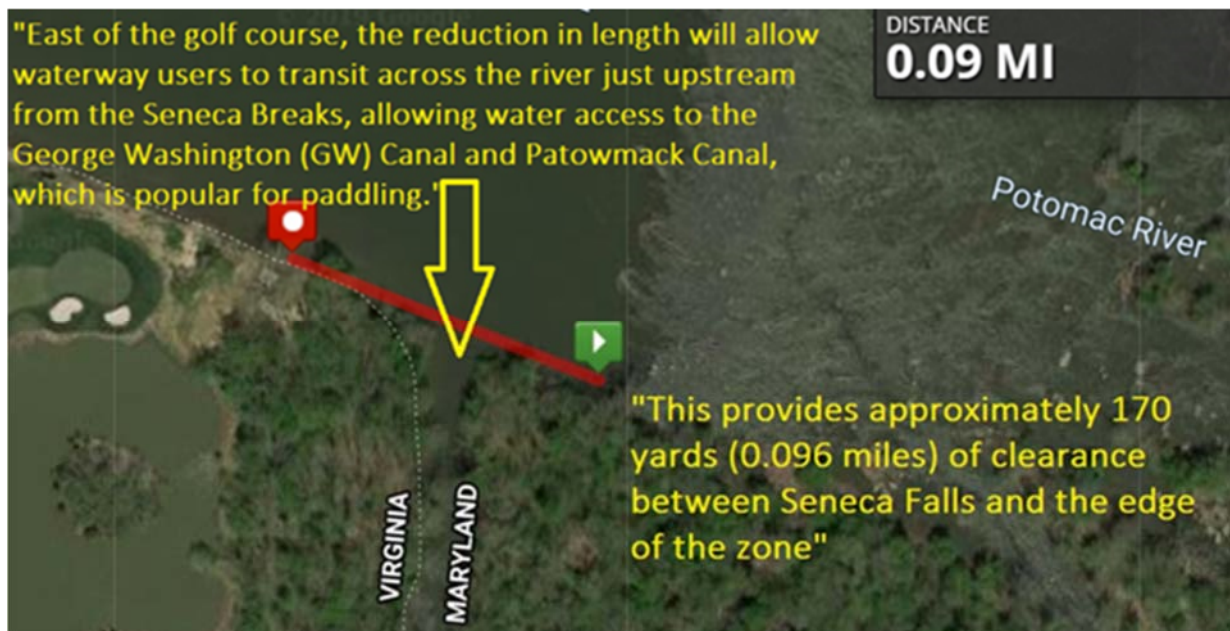 "East of the golf course, the reduction in length will allow
waterway users to transit across the river just upstream
from the Seneca Breaks, allowing water access to the
George Washington (GW) Canal and Patowmack Canal,
which is popular for paddling."
DISTANCE
0.09 MI
Potomac River
"This provides approximately 170
yards (0.096 miles) of clearance
between Seneca Falls and the edge
of the zone"
VIRGINIA
MARYLAND